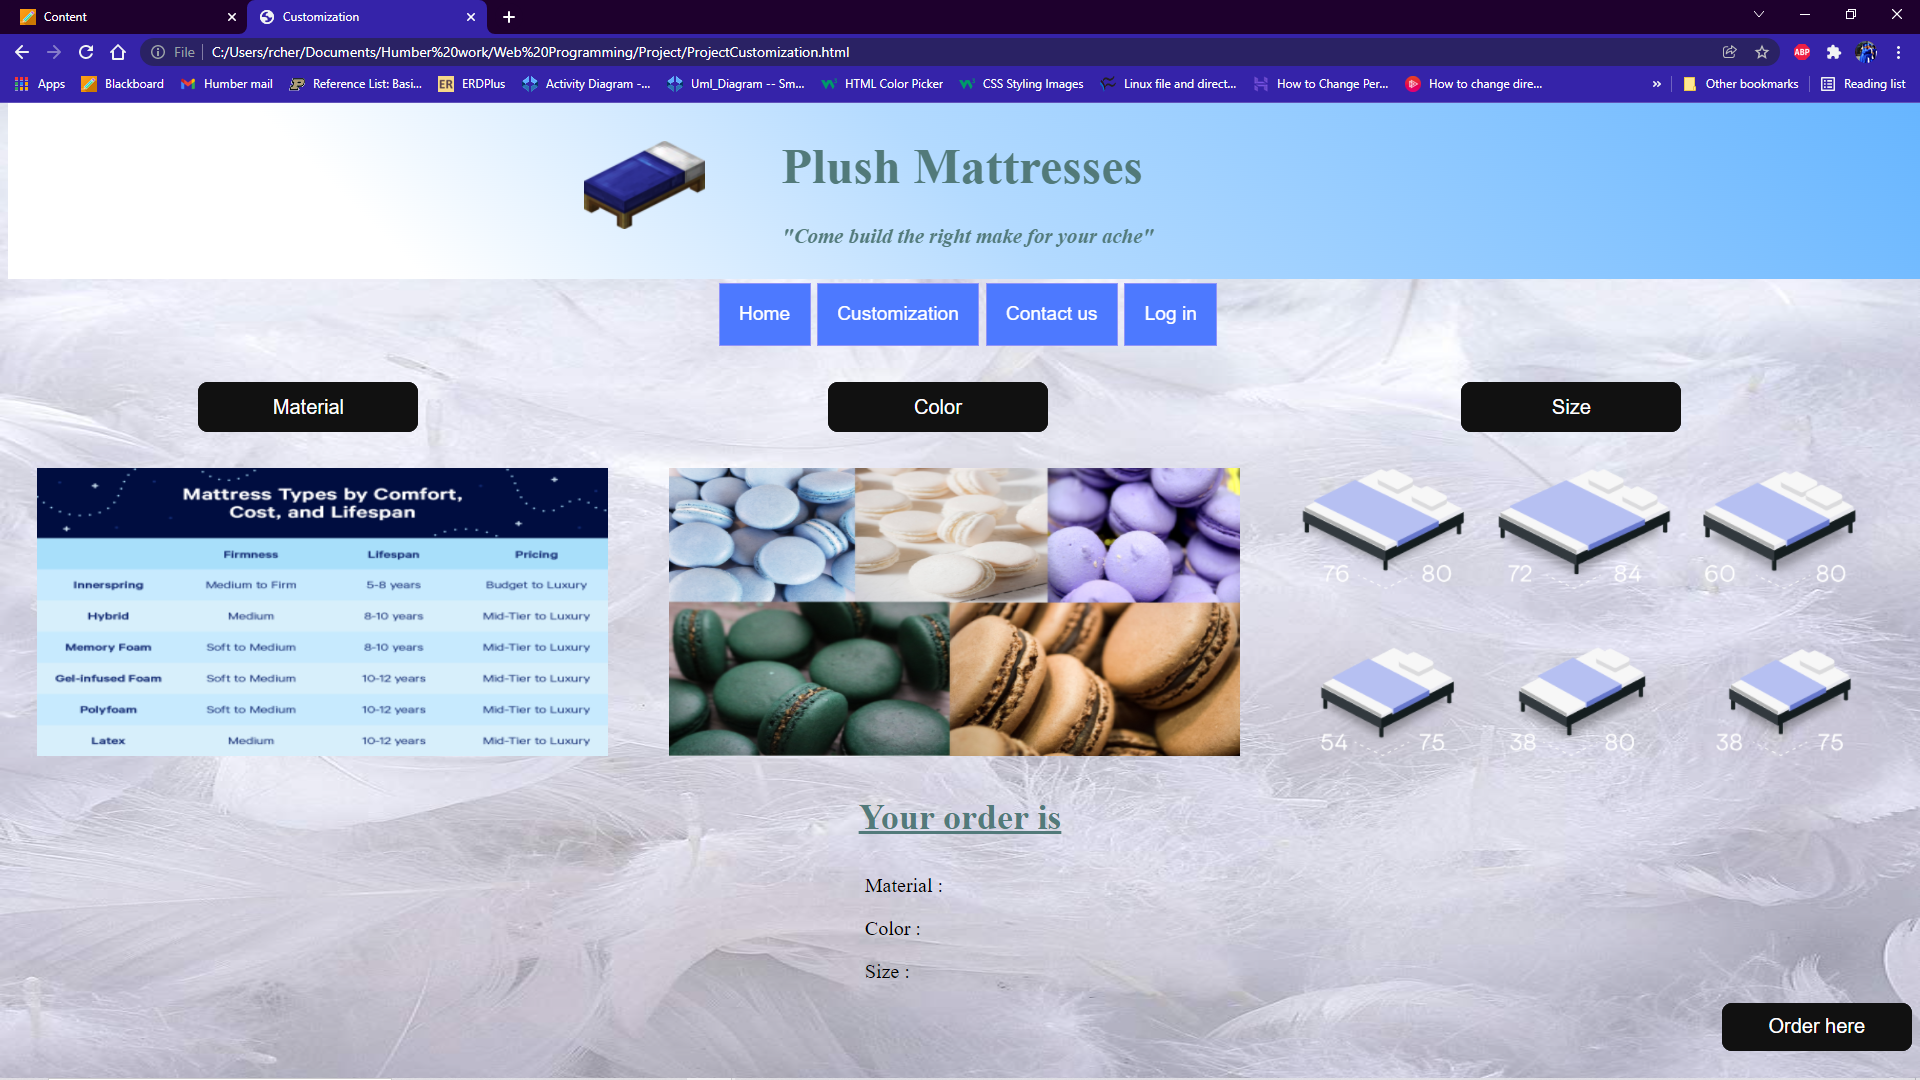 Content
Customization
File
C:/Users/rcher/Documents/Humber%20work/Web%20Programming/Project/ProjectCustomization.html
ABP
Apps
Blackboard
Humber mail
Reference List: Basi...
ER
ERDPlus
Activity Diagram -...
Uml_Diagram -- Sm...
HTML Color Picker
CSS Styling Images
Linux file and direct...
How to Change Per...
How to change dire...
»
Other bookmarks
Reading list
Plush Mattresses
"Come build the right make for your ache"
Home
Customization
Contact us
Log in
Material
Color
Size
Mattress Types by Comfort,
Cost, and Lifespan
Firmness Lifespan Pricing
Innerspring Medium to Firm 5-8 years Budget to Luxury
Hybrid Medium 8-10 years Mid-Tier to Luxury
Memory Foam Soft to Medium 8-10 years Mid-Tier to Luxury
Gel-infused Foam Soft to Medium 10-12 years Mid-Tier to Luxury
Polyfoam Soft to Medium 10-12 years Mid-Tier to Luxury
Latex Medium 10-12 years Mid-Tier to Luxury
76 80 72 84 60 80
54 75 38 80 38 75
Your order is
Material :
Color :
Size :
Order here